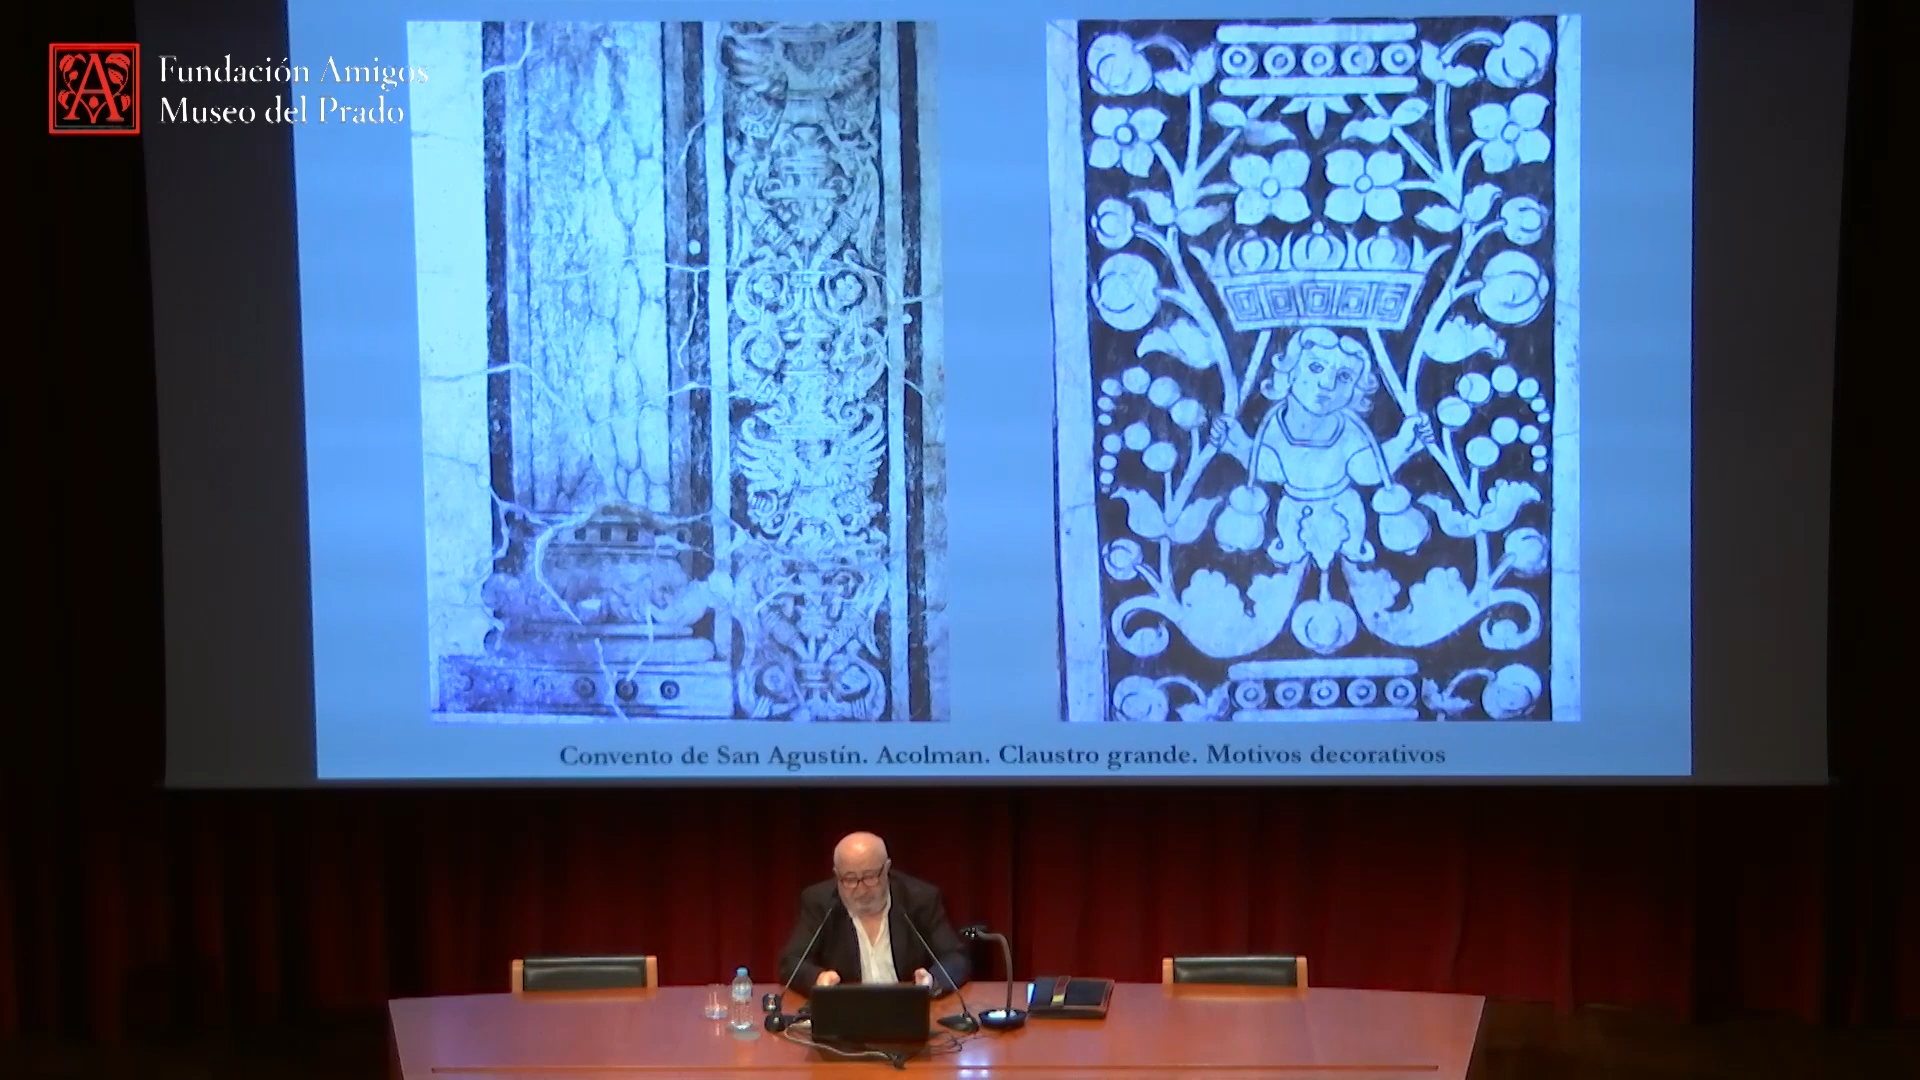 Fundación Amigos
Museo del Prado
Convento de San Agustín. Acolman. Claustro grande. Motivos decorativos